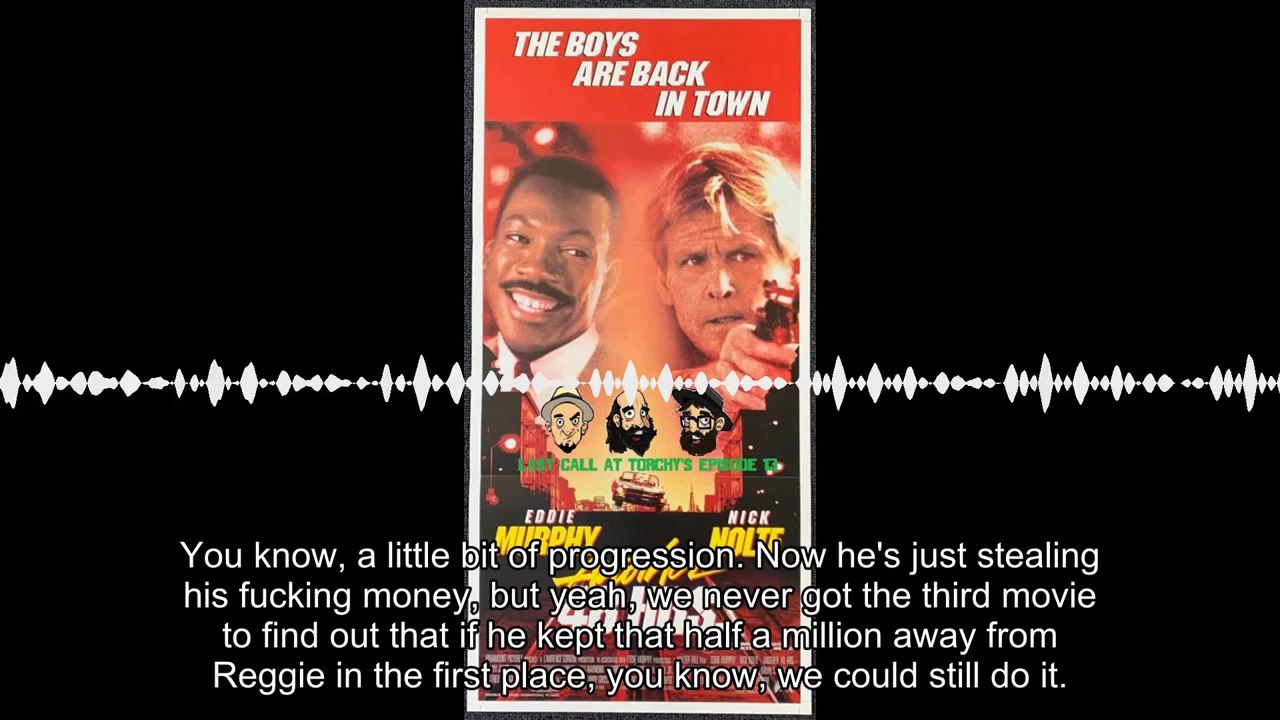 THE BOYS
ARE BACK
IN TOWN
LAST CALL AT TORCHY'S EPISODE 13
EDDIE
MURPHY
NICK
NOLTE
You know, a little bit of progression. Now he's just stealing
his fucking money, but yeah, we never got the third movie
to find out that if he kept that half a million away from
Reggie in the first place, you know, we could still do it.